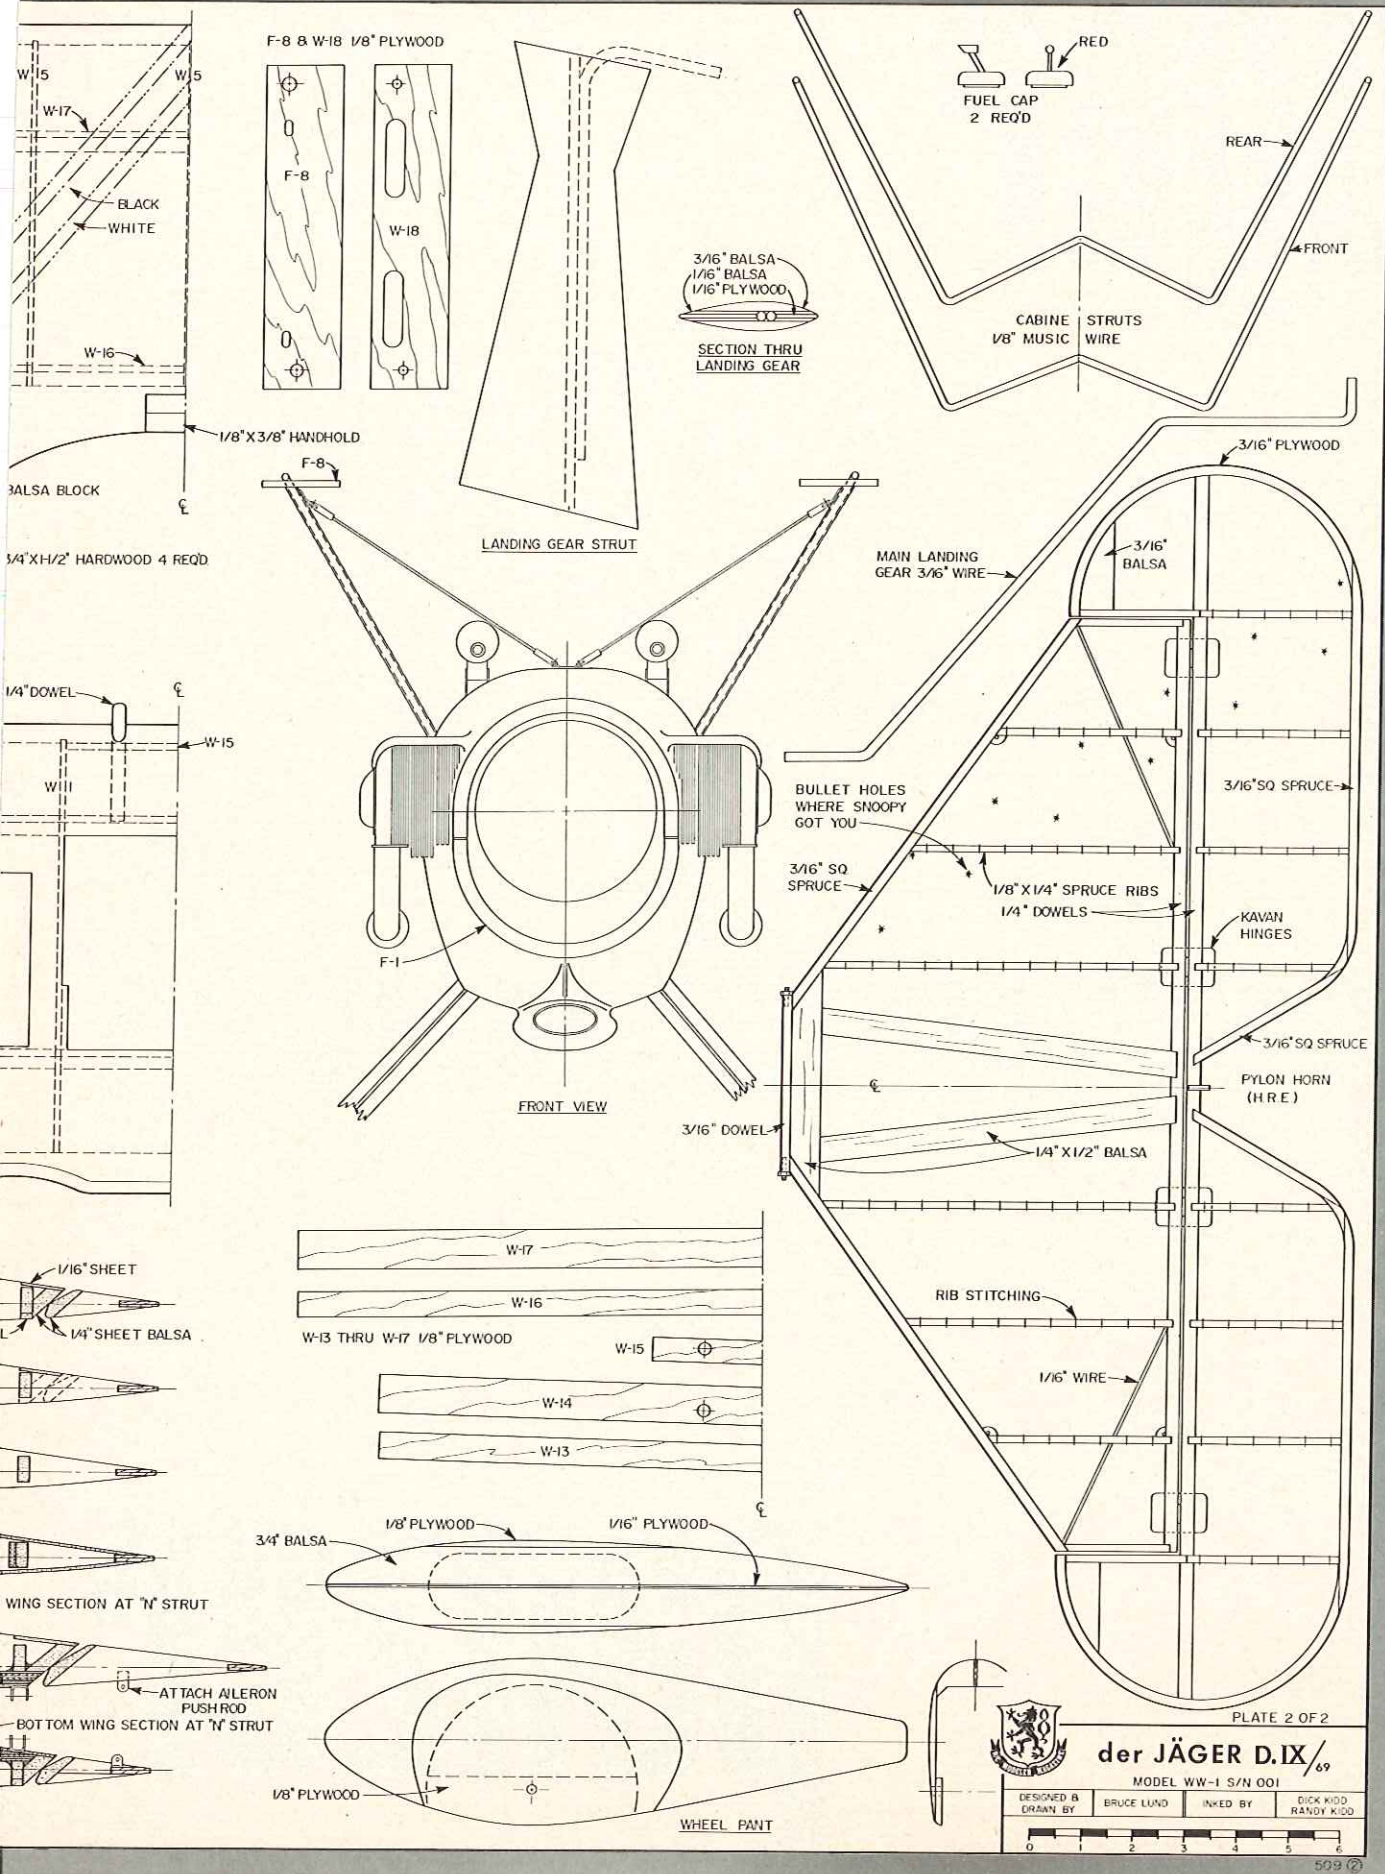 F-8 & W-18 1/8" PLYWOOD
W 15
W 5
W-17
BLACK
WHITE
W-16
F-8
W-18
1/8" X 3/8" HANDHOLD
BALSA BLOCK
3/4" X 1-1/2" HARDWOOD 4 REQ'D
LANDING GEAR STRUT
3/16" BALSA
1/16" BALSA
1/16" PLYWOOD
SECTION THRU
LANDING GEAR
RED
FUEL CAP
2 REQ'D
REAR
FRONT
CABINE STRUTS
1/8" MUSIC WIRE
3/16" PLYWOOD
3/16"
BALSA
MAIN LANDING
GEAR 3/16" WIRE
F-8
F-1
FRONT VIEW
1/4" DOWEL
W-15
W 11
BULLET HOLES
WHERE SNOOPY
GOT YOU
3/16" SQ
SPRUCE
3/16" SQ SPRUCE
1/8" X 1/4" SPRUCE RIBS
1/4" DOWELS
KAVAN
HINGES
3/16" SQ SPRUCE
PYLON HORN
(H.R.E.)
3/16" DOWEL
1/4" X 1/2" BALSA
RIB STITCHING
1/16" WIRE
W-17
W-16
W-13 THRU W-17 1/8" PLYWOOD
W-15
W-14
W-13
1/16" SHEET
L
1/4" SHEET BALSA
WING SECTION AT "N" STRUT
ATTACH AILERON
PUSH ROD
BOTTOM WING SECTION AT "N" STRUT
3/4" BALSA
1/8" PLYWOOD
1/16" PLYWOOD
1/8" PLYWOOD
WHEEL PANT
PLATE 2 OF 2
der JÄGER D.IX/69
MODEL WW-1 S/N 001
DESIGNED & DRAWN BY
BRUCE LUND
INKED BY
DICK KIDD
RANDY KIDD
0 1 2 3 4 5 6
509 (2)